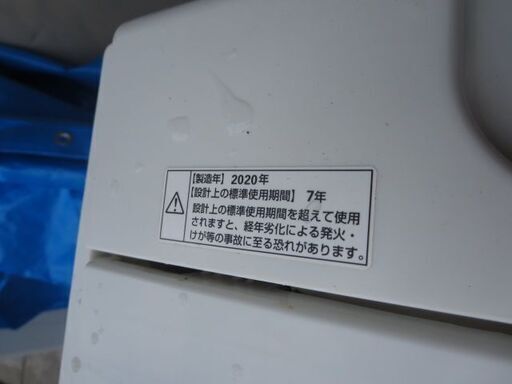 【製造年】2020年
【設計上の標準使用期間】 7年
設計上の標準使用期間を超えて使用
されますと、経年劣化による発火・
けが等の事故に至る恐れがあります。